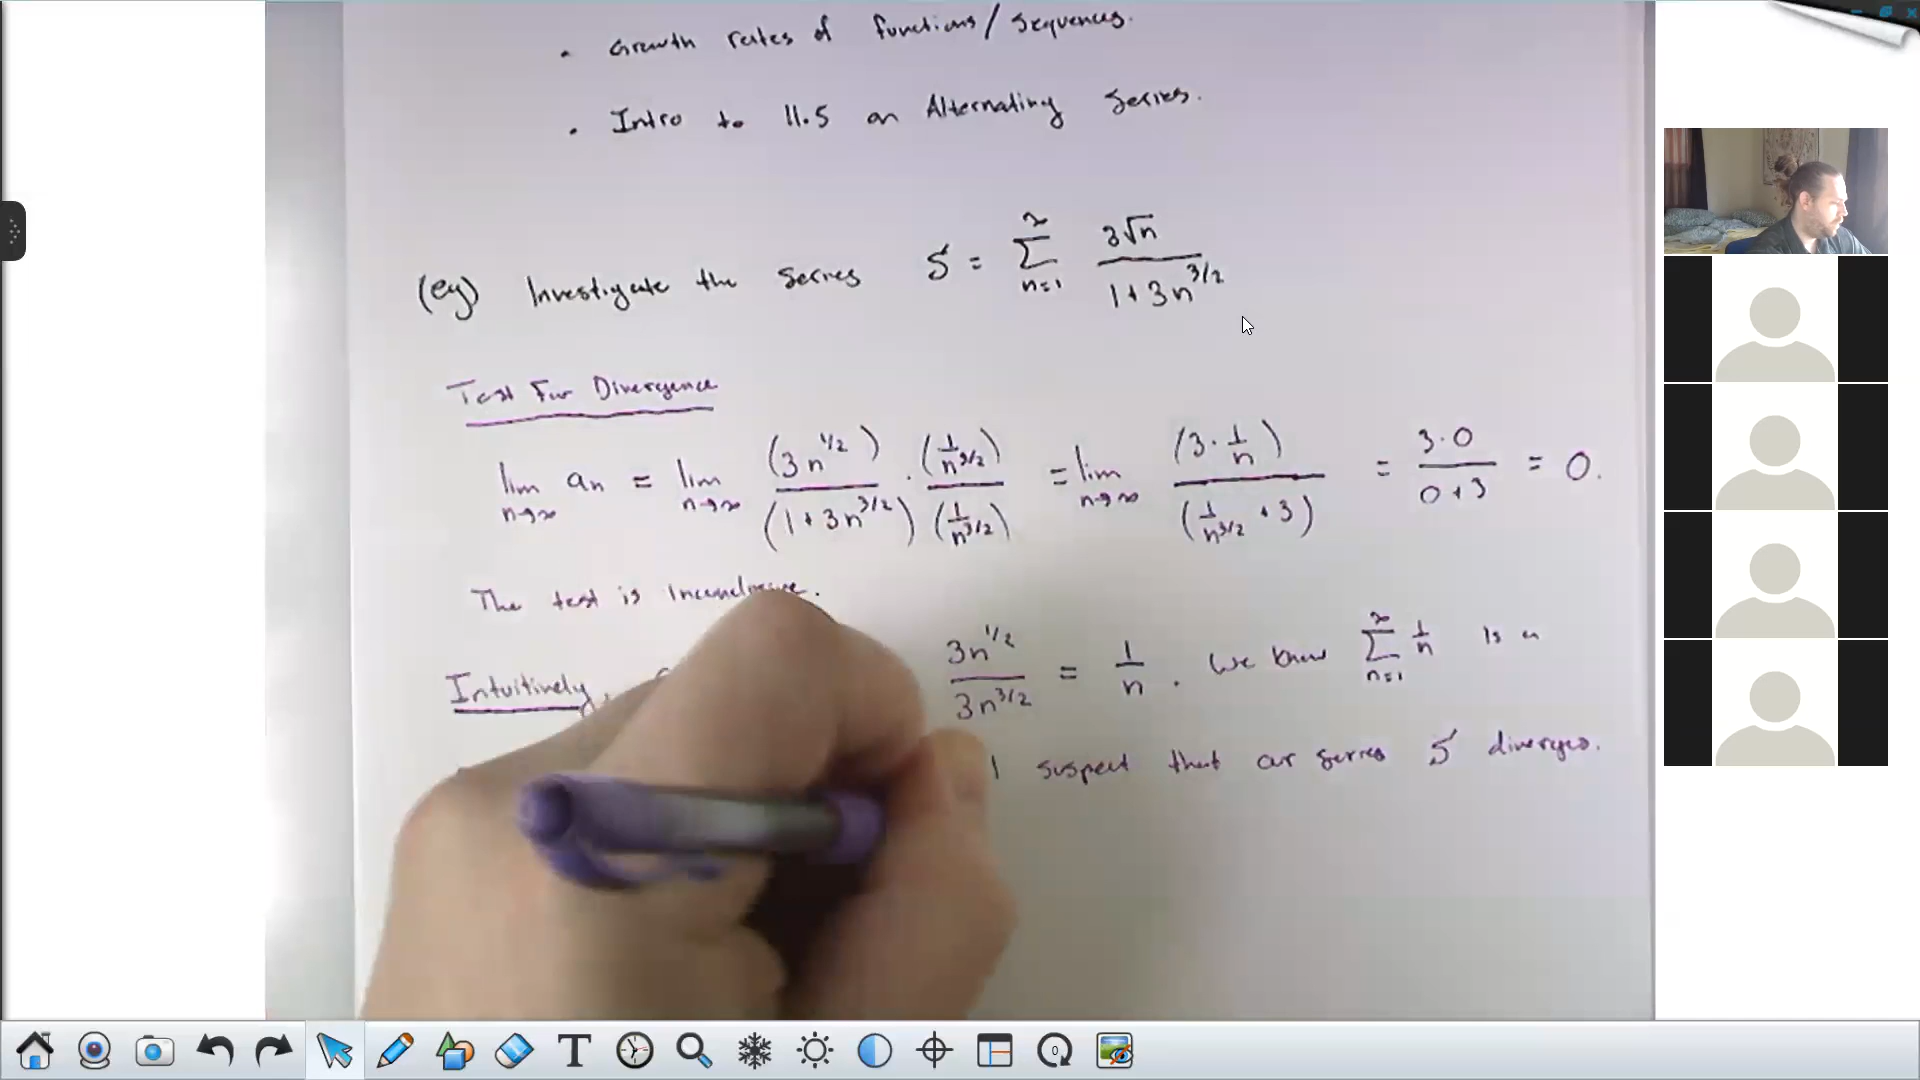 • Growth rates of functions/sequences.
• Intro to 11.5 on Alternating Series.
(eg) Investigate the series S = ∑_{n=1}^{∞} 3√n / (1+3n^{3/2})
Test For Divergence
lim_{n→∞} a_n = lim_{n→∞} (3n^{1/2}) / (1+3n^{3/2}) · (1/n^{3/2}) / (1/n^{3/2}) = lim_{n→∞} (3·1/n) / (1/n^{3/2} + 3) = 3·0 / 0+3 = 0.
The test is inconclusive.
Intuitively, 3n^{1/2} / 3n^{3/2} = 1/n. We know ∑_{n=1}^{∞} 1/n is a
I suspect that our series S diverges.
T
0